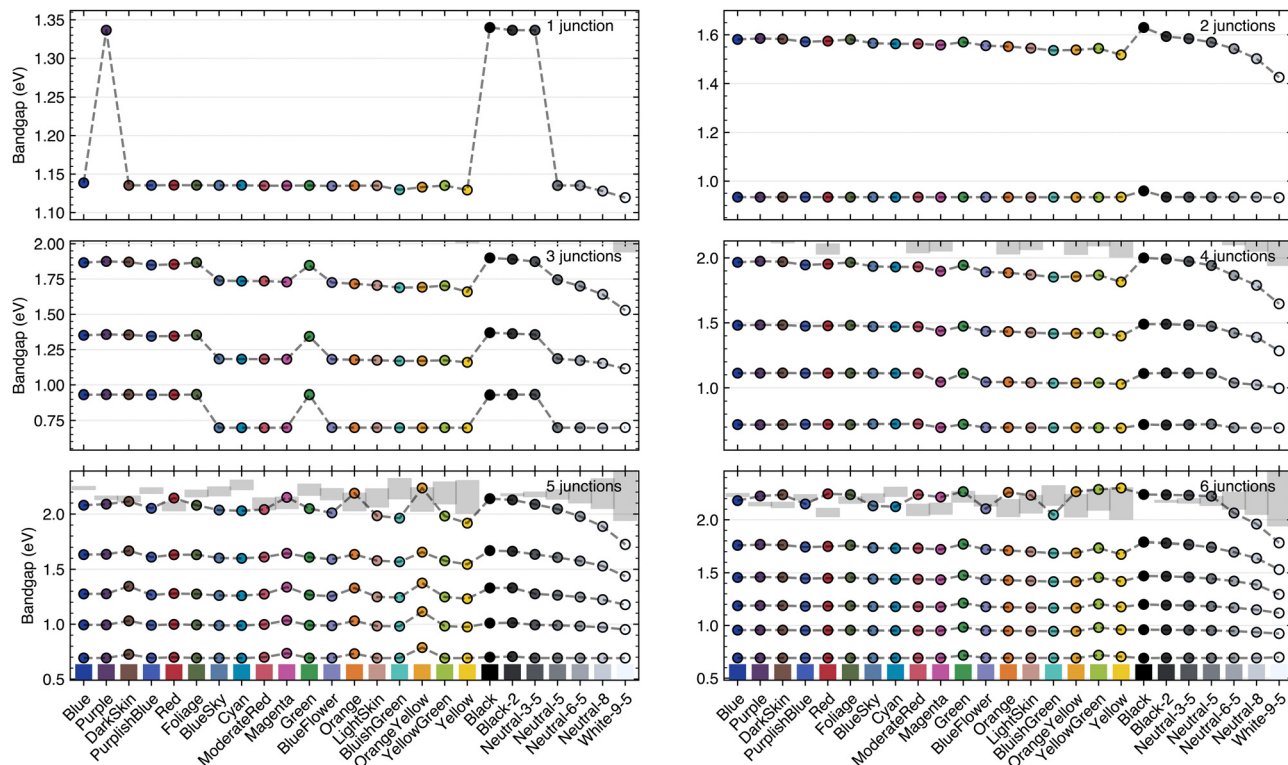 1.35
1.30
1.25
1.20
1.15
1.10
Bandgap (eV)
1 junction
1.6
1.4
1.2
1.0
2 junctions
2.00
1.75
1.50
1.25
1.00
0.75
Bandgap (eV)
3 junctions
2.0
1.5
1.0
4 junctions
2.0
1.5
1.0
0.5
Bandgap (eV)
5 junctions
2.0
1.5
1.0
0.5
6 junctions
Blue
Purple
DarkSkin
PurplishBlue
Red
Foliage
BlueSky
Cyan
ModerateRed
Magenta
Green
BlueFlower
Orange
LightSkin
BluishGreen
OrangeYellow
YellowGreen
Yellow
Black
Black-2
Neutral-3-5
Neutral-5
Neutral-6-5
Neutral-8
White-9-5
Blue
Purple
DarkSkin
PurplishBlue
Red
Foliage
BlueSky
Cyan
ModerateRed
Magenta
Green
BlueFlower
Orange
LightSkin
BluishGreen
OrangeYellow
YellowGreen
Yellow
Black
Black-2
Neutral-3-5
Neutral-5
Neutral-6-5
Neutral-8
White-9-5